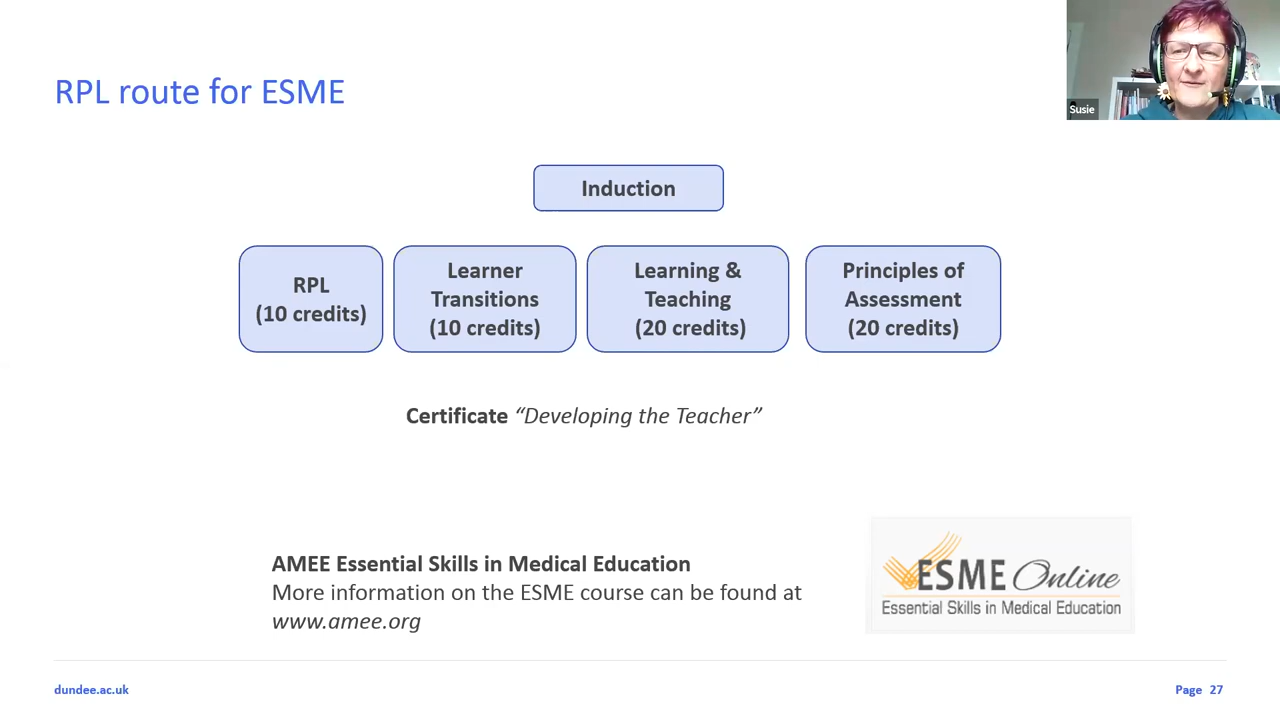 RPL route for ESME
Susie
Induction
RPL
(10 credits)
Learner
Transitions
(10 credits)
Learning &
Teaching
(20 credits)
Principles of
Assessment
(20 credits)
Certificate “Developing the Teacher”
AMEE Essential Skills in Medical Education
More information on the ESME course can be found at
www.amee.org
ESME Online
Essential Skills in Medical Education
dundee.ac.uk
Page 27